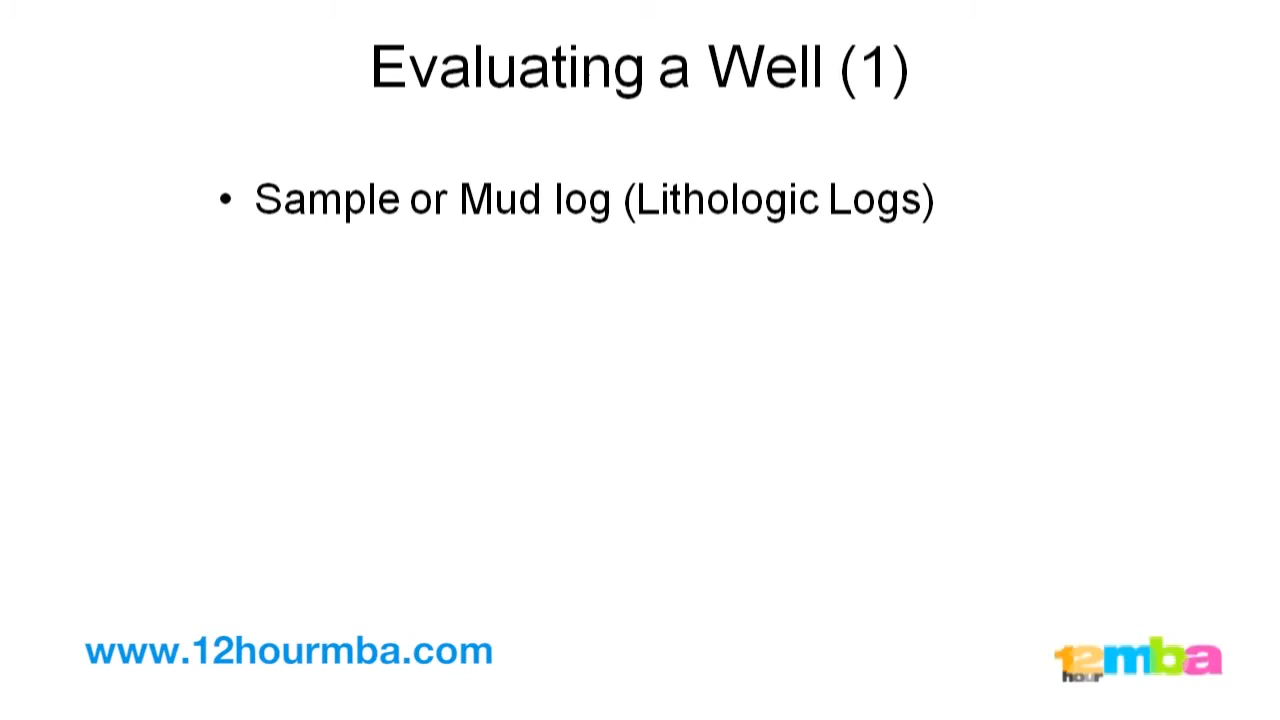 Evaluating a Well (1)
• Sample or Mud log (Lithologic Logs)
www.12hourmba.com
12mba
hour